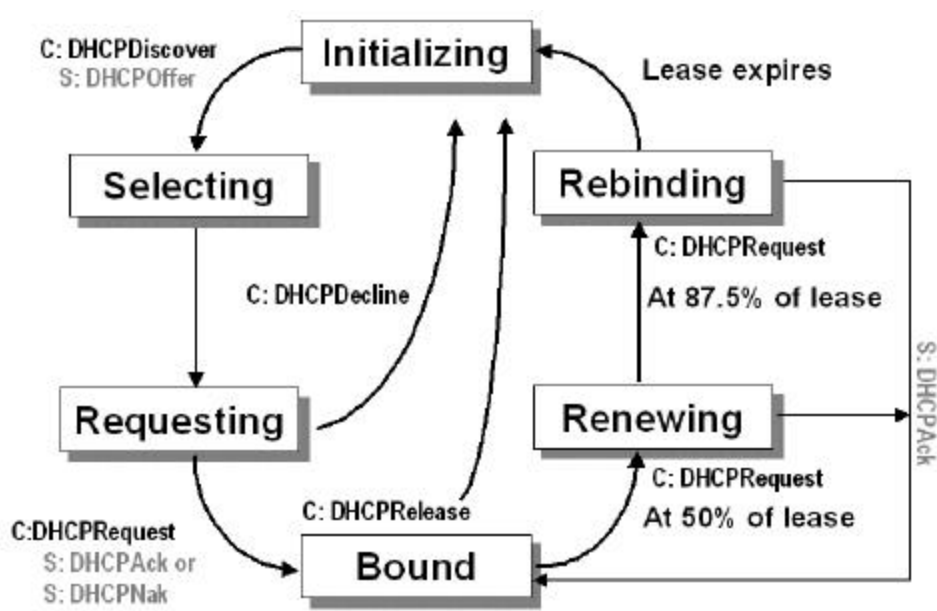 Initializing
C: DHCPDiscover
S: DHCPOffer
Lease expires
Selecting
Rebinding
C: DHCPRequest
At 87.5% of lease
C: DHCPDecline
S: DHCPAck
Requesting
Renewing
C: DHCPRequest
At 50% of lease
C: DHCPRelease
C:DHCPRequest
S: DHCPAck or
S: DHCPNak
Bound